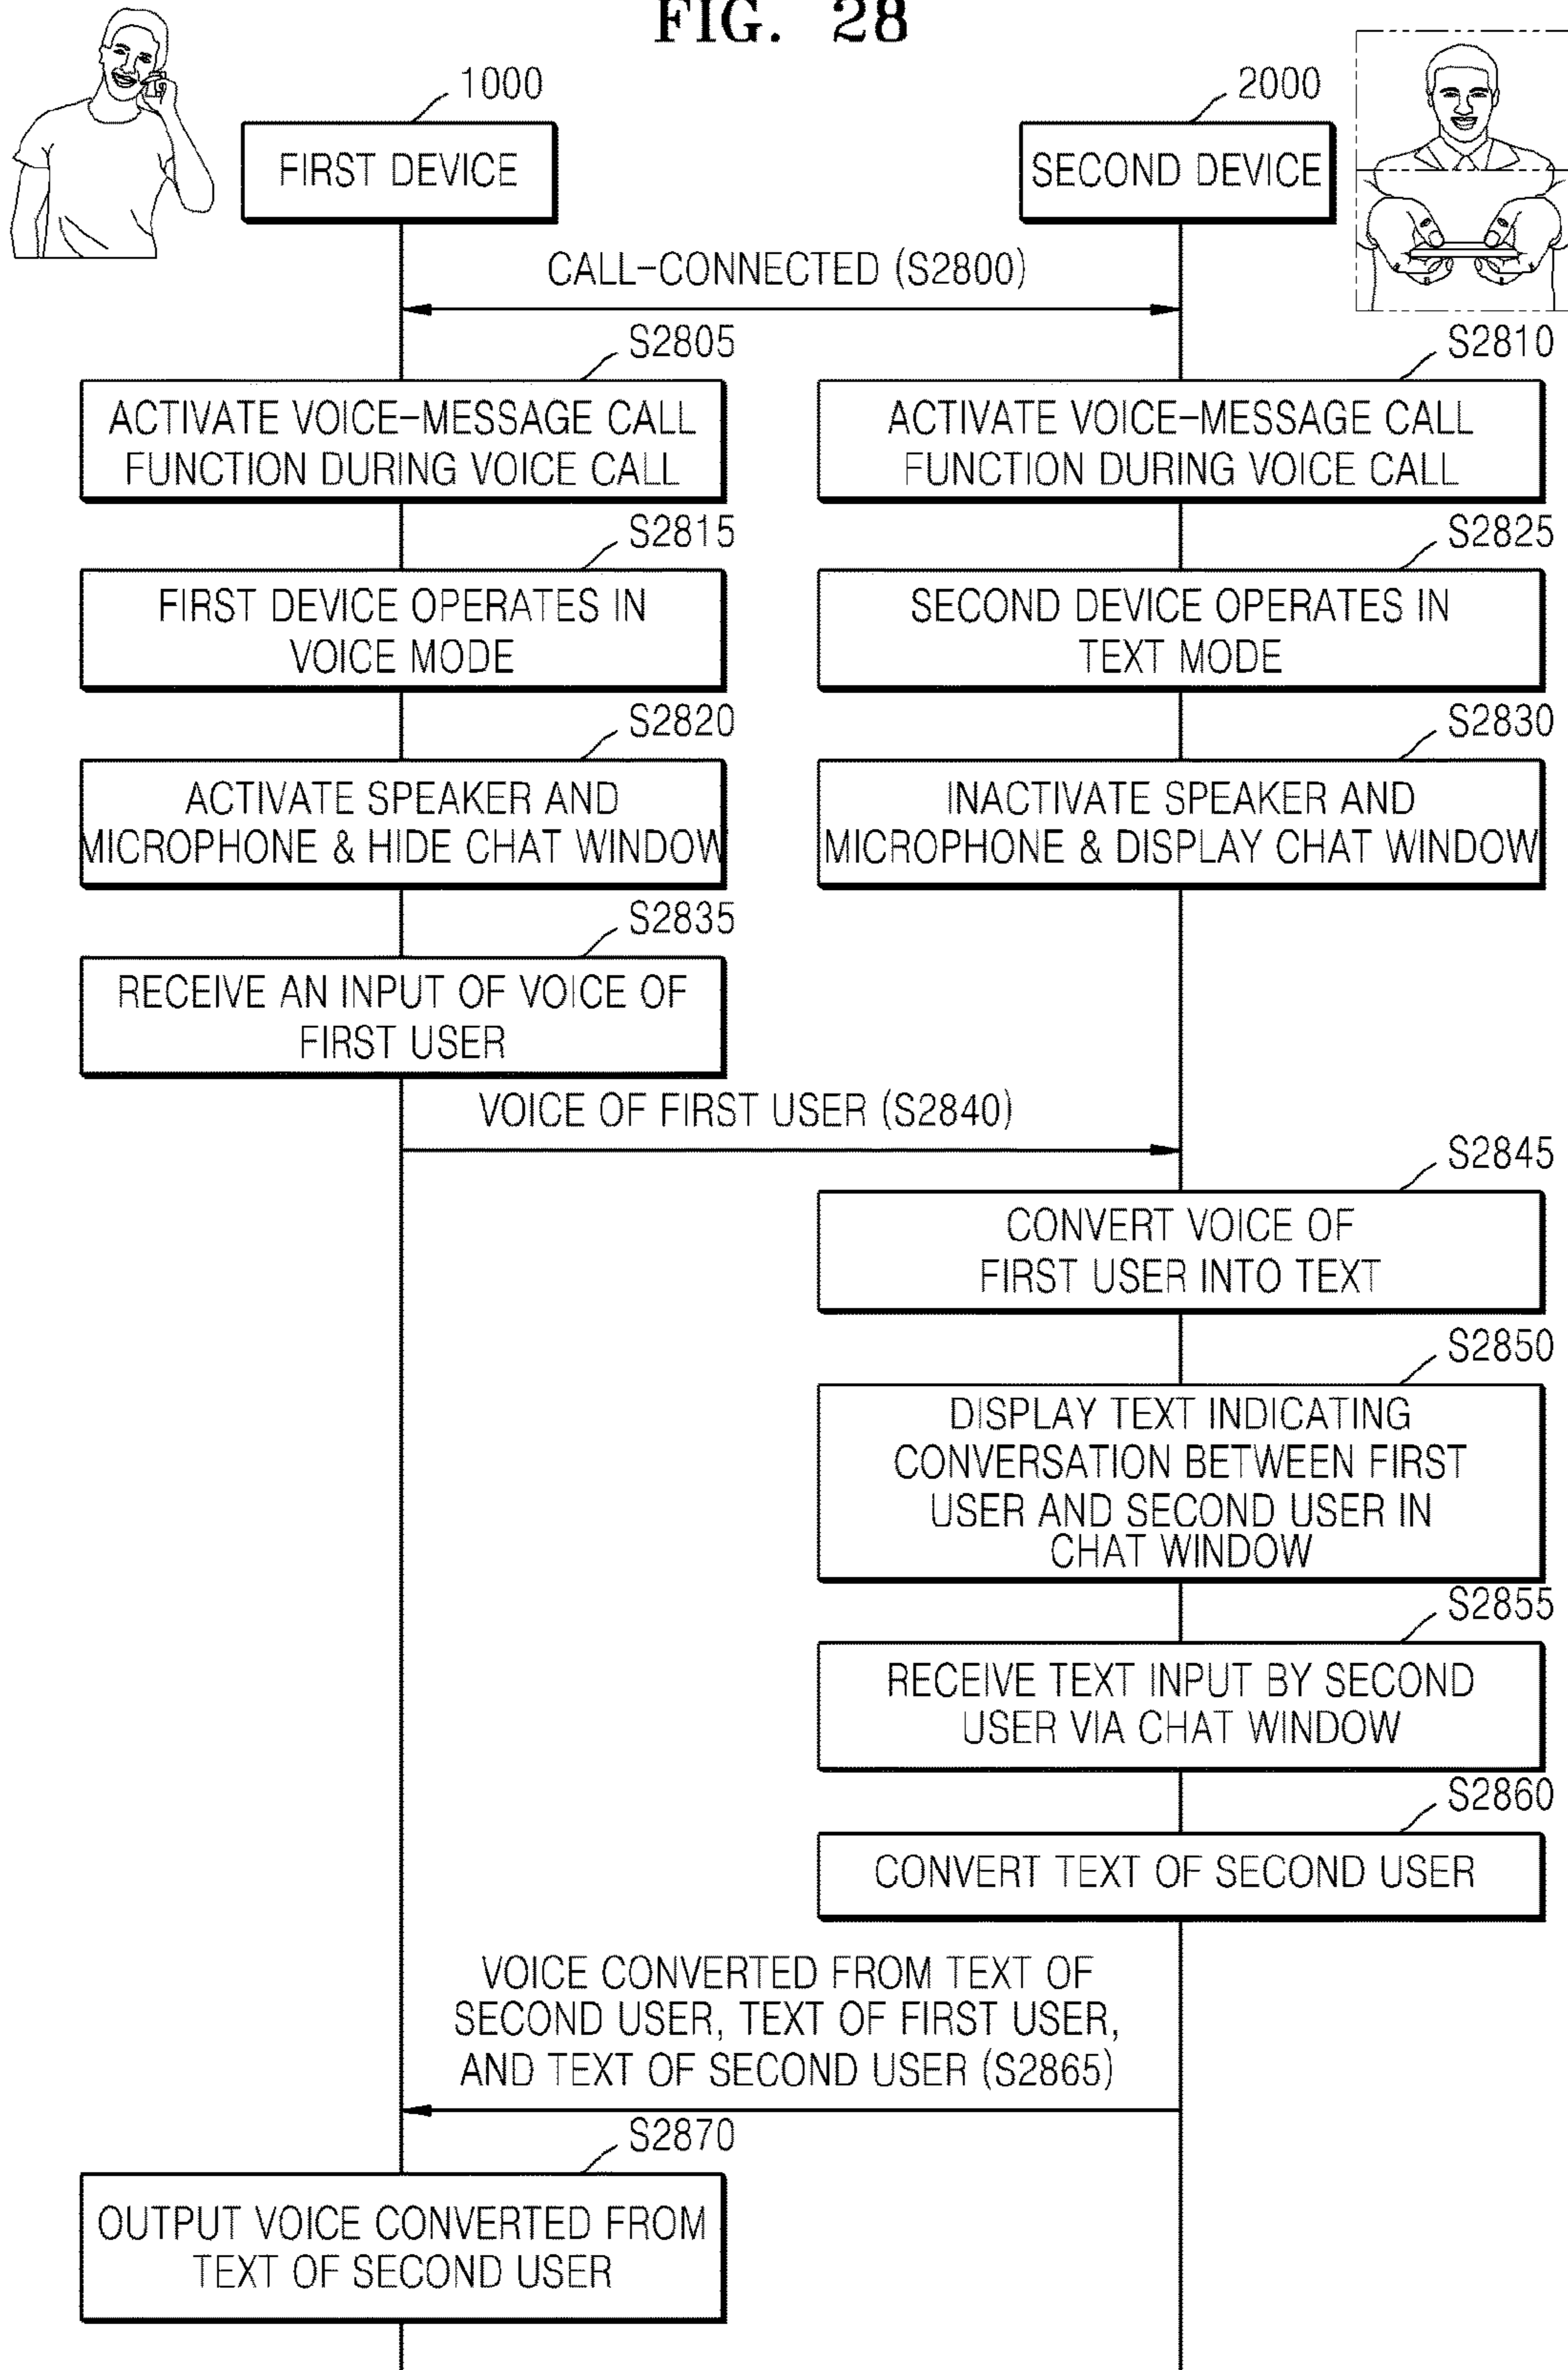 FIG. 28
1000
2000
FIRST DEVICE
SECOND DEVICE
CALL-CONNECTED (S2800)
S2805
S2810
ACTIVATE VOICE-MESSAGE CALL
FUNCTION DURING VOICE CALL
ACTIVATE VOICE-MESSAGE CALL
FUNCTION DURING VOICE CALL
S2815
S2825
FIRST DEVICE OPERATES IN
VOICE MODE
SECOND DEVICE OPERATES IN
TEXT MODE
S2820
S2830
ACTIVATE SPEAKER AND
MICROPHONE & HIDE CHAT WINDOW
INACTIVATE SPEAKER AND
MICROPHONE & DISPLAY CHAT WINDOW
S2835
RECEIVE AN INPUT OF VOICE OF
FIRST USER
VOICE OF FIRST USER (S2840)
S2845
CONVERT VOICE OF
FIRST USER INTO TEXT
S2850
DISPLAY TEXT INDICATING
CONVERSATION BETWEEN FIRST
USER AND SECOND USER IN
CHAT WINDOW
S2855
RECEIVE TEXT INPUT BY SECOND
USER VIA CHAT WINDOW
S2860
CONVERT TEXT OF SECOND USER
VOICE CONVERTED FROM TEXT OF
SECOND USER, TEXT OF FIRST USER,
AND TEXT OF SECOND USER (S2865)
S2870
OUTPUT VOICE CONVERTED FROM
TEXT OF SECOND USER